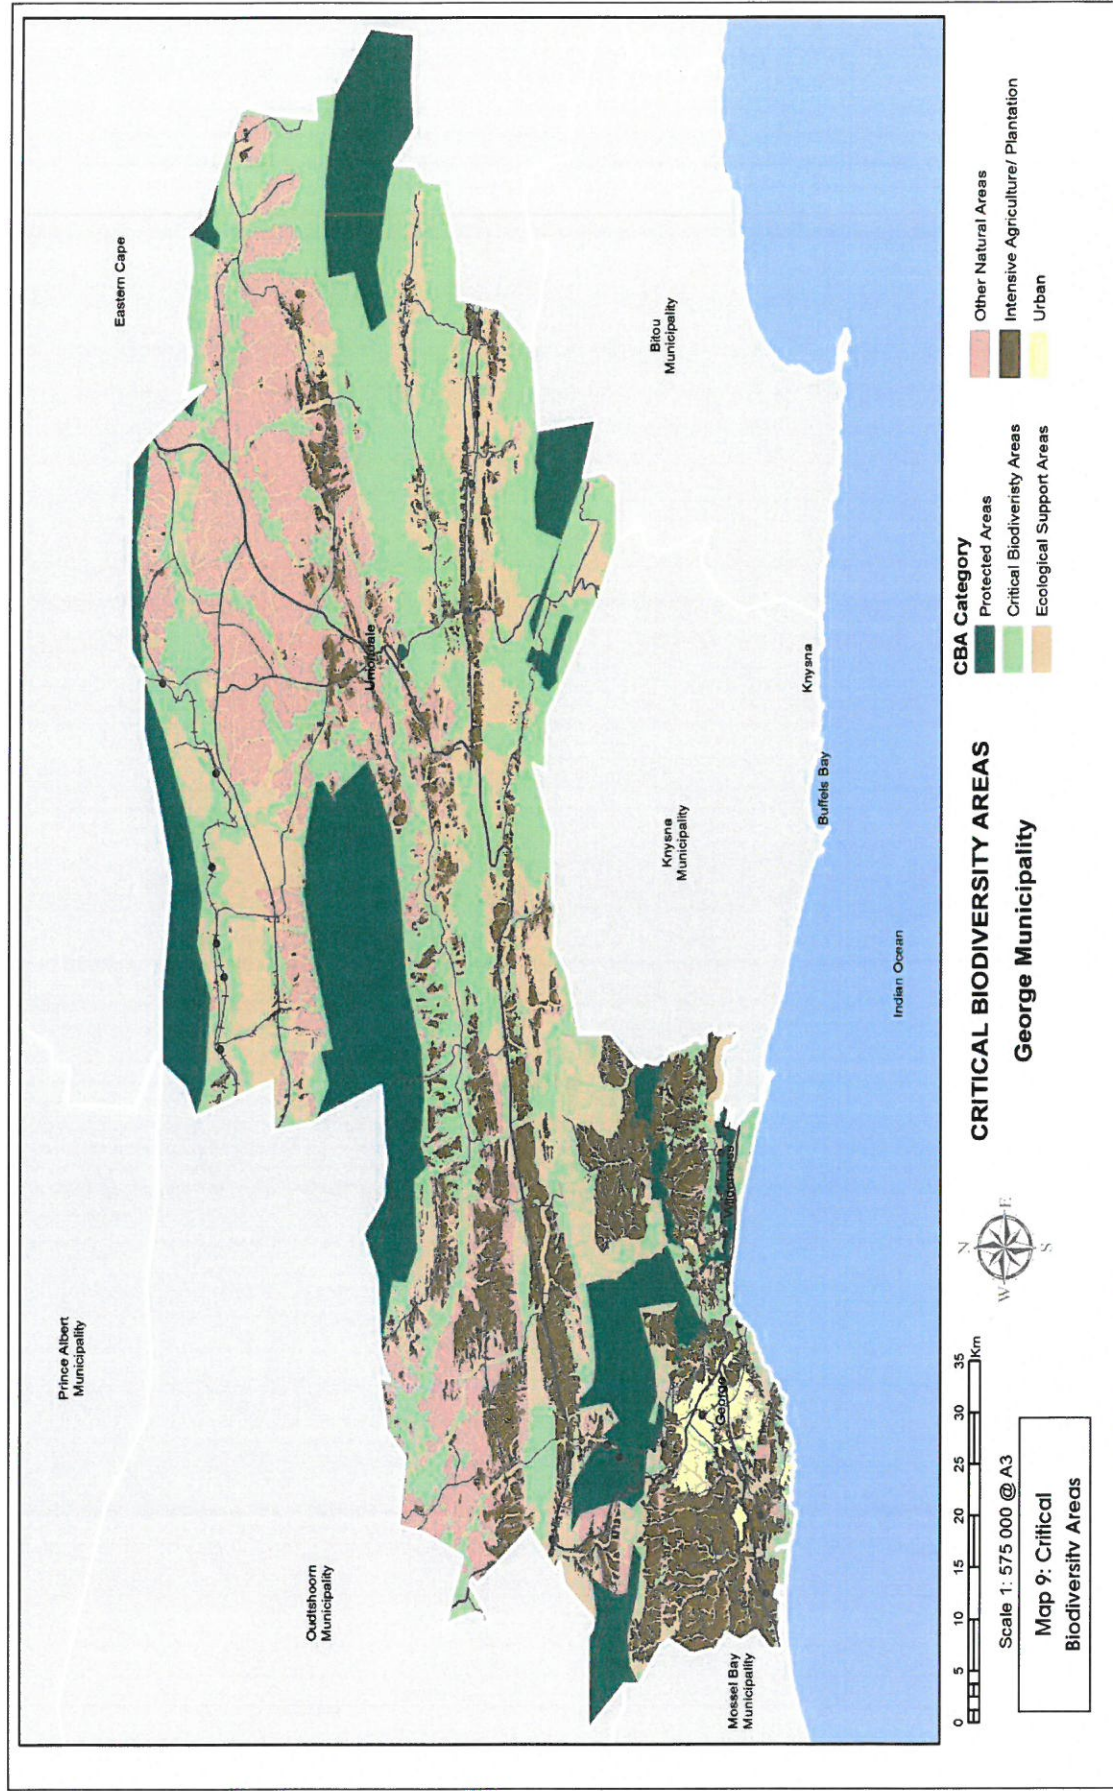 Prince Albert
Municipality
Eastern Cape
Oudtshoorn
Municipality
Uniondale
Bitou
Municipality
Knysna
Municipality
Mossel Bay
Municipality
George
Wilderness
Buffels Bay
Knysna
Indian Ocean
0 5 10 15 20 25 30 35
Km
Scale 1: 575 000 @ A3
Map 9: Critical
Biodiversity Areas
N
W
E
S
CRITICAL BIODIVERSITY AREAS
George Municipality
CBA Category
Protected Areas
Critical Biodiveristy Areas
Ecological Support Areas
Other Natural Areas
Intensive Agriculture/ Plantation
Urban